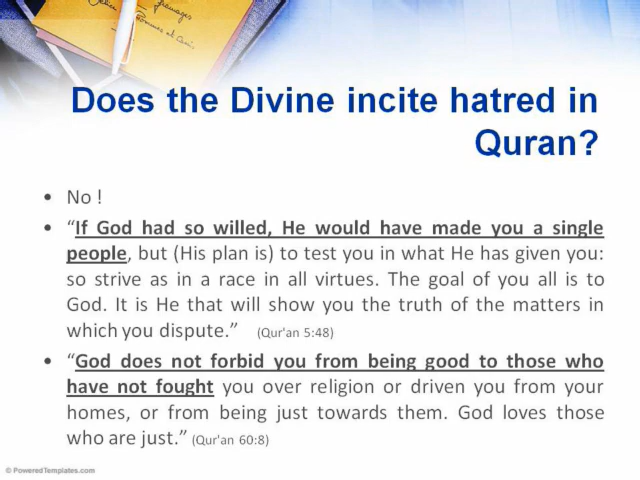 Does the Divine incite hatred in
Quran?
• No !
• “If God had so willed, He would have made you a single
people, but (His plan is) to test you in what He has given you:
so strive as in a race in all virtues. The goal of you all is to
God. It is He that will show you the truth of the matters in
which you dispute.” (Qur'an 5:48)
• “God does not forbid you from being good to those who
have not fought you over religion or driven you from your
homes, or from being just towards them. God loves those
who are just.” (Qur'an 60:8)
© PoweredTemplates.com